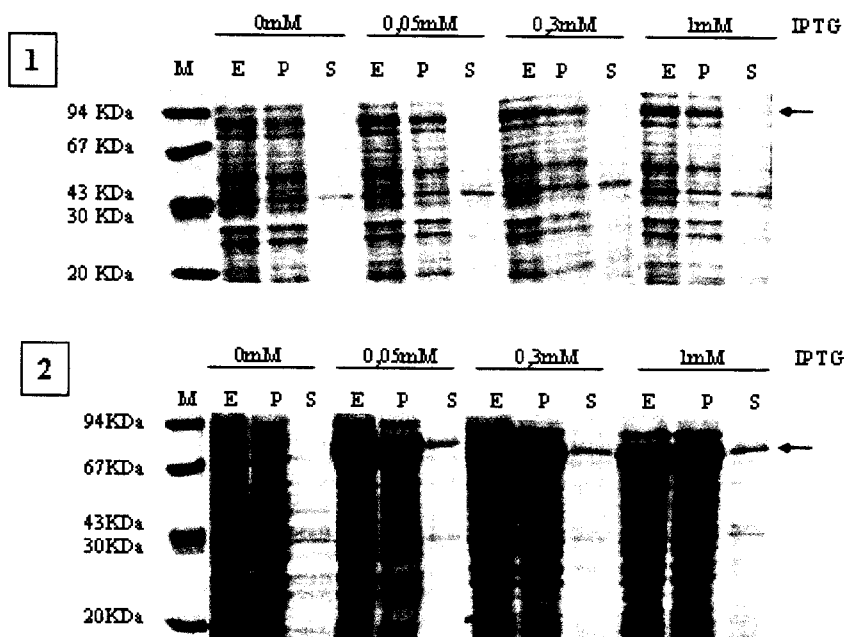 0mM 0,05mM 0,3mM 1mM IPTG
1
M E P S E P S E P S E P S
94 KDa
67 KDa
43 KDa
30 KDa
20 KDa
0mM 0,05mM 0,3mM 1mM IPTG
2
M E P S E P S E P S E P S
94KDa
67KDa
43KDa
30KDa
20KDa